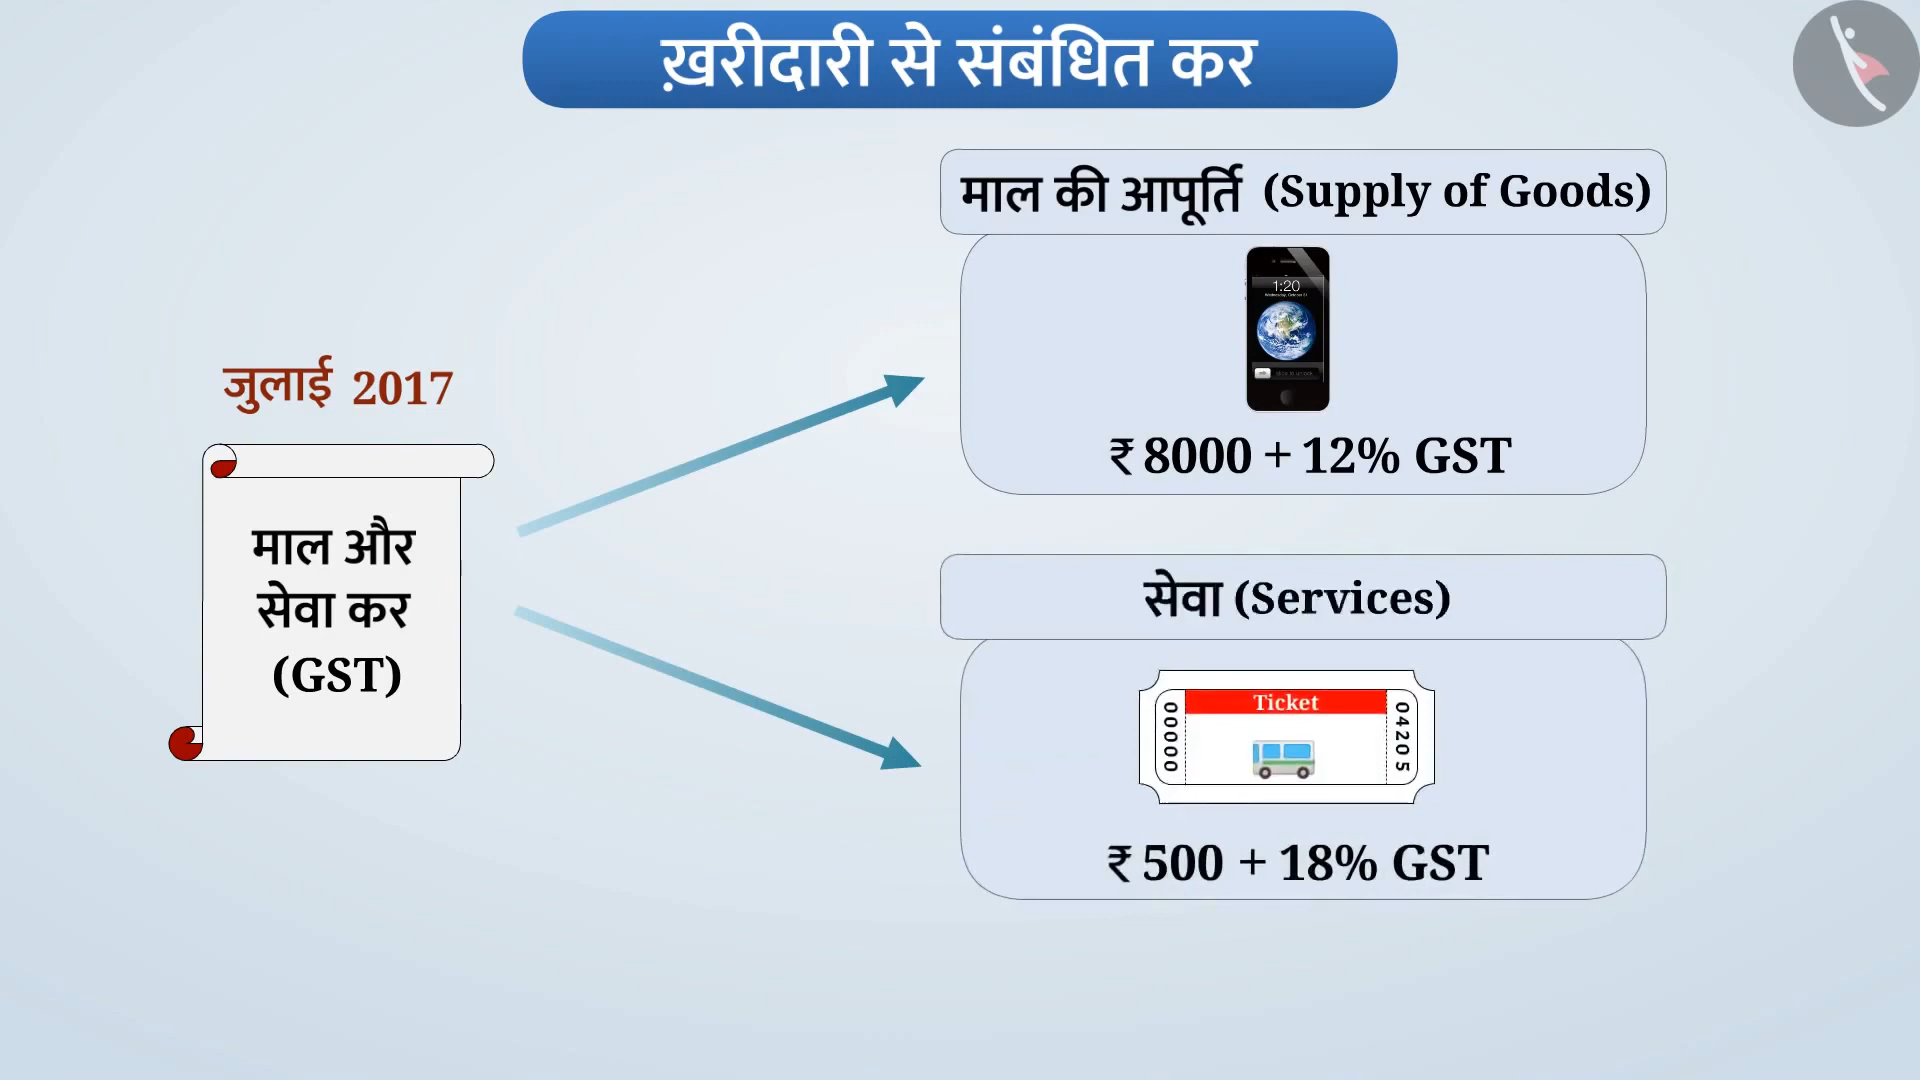 ख़रीदारी से संबंधित कर
जुलाई 2017
माल और
सेवा कर
(GST)
माल की आपूर्ति (Supply of Goods)
1:20
₹ 8000 + 12% GST
सेवा (Services)
Ticket
00000
04205
₹ 500 + 18% GST